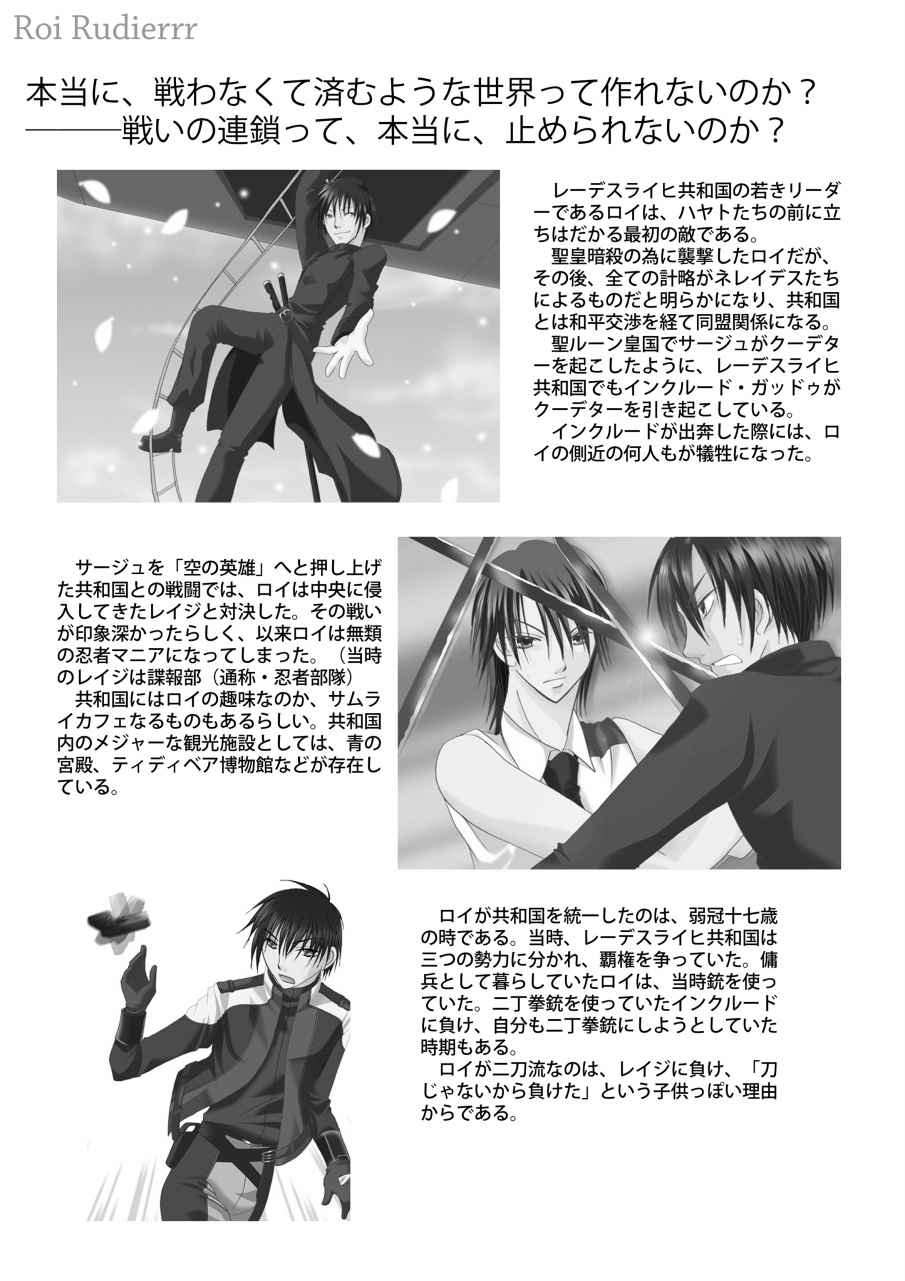 Roi Rudierrr
本当に、戦わなくて済むような世界って作れないのか？
―――戦いの連鎖って、本当に、止められないのか？
　レーデスライヒ共和国の若きリーダ
ーであるロイは、ハヤトたちの前に立
ちはだかる最初の敵である。
　聖皇暗殺の為に襲撃したロイだが、
その後、全ての計略がネレイデスたち
によるものだと明らかになり、共和国
とは和平交渉を経て同盟関係になる。
　聖ルーン皇国でサージュがクーデタ
ーを起こしたように、レーデスライヒ
共和国でもインクルード・ガッドゥが
クーデターを引き起こしている。
　インクルードが出奔した際には、ロ
イの側近の何人もが犠牲になった。
　サージュを「空の英雄」へと押し上げ
た共和国との戦闘では、ロイは中央に侵
入してきたレイジと対決した。その戦い
が印象深かったらしく、以来ロイは無類
の忍者マニアになってしまった。（当時
のレイジは諜報部（通称・忍者部隊）
　共和国にはロイの趣味なのか、サムラ
イカフェなるものもあるらしい。共和国
内のメジャーな観光施設としては、青の
宮殿、ティディベア博物館などが存在し
ている。
　ロイが共和国を統一したのは、弱冠十七歳
の時である。当時、レーデスライヒ共和国は
三つの勢力に分かれ、覇権を争っていた。傭
兵として暮らしていたロイは、当時銃を使っ
ていた。二丁拳銃を使っていたインクルード
に負け、自分も二丁拳銃にしようとしていた
時期もある。
　ロイが二刀流なのは、レイジに負け、「刀
じゃないから負けた」という子供っぽい理由
からである。